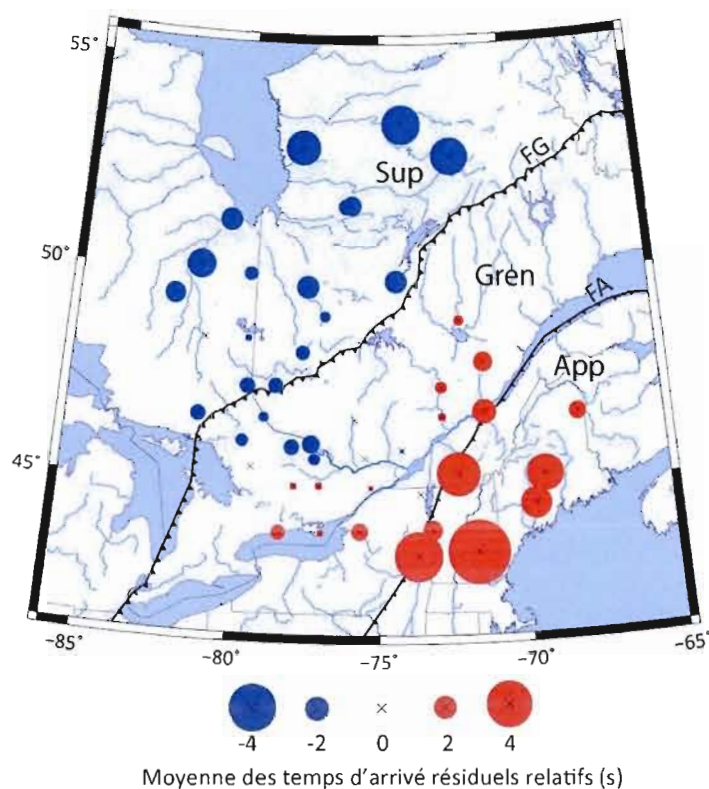 55˚
FG
Sup
50˚
Gren
FA
App
45˚
−85˚
−80˚
−75˚
−70˚
−65˚
-4 -2 0 2 4
Moyenne des temps d'arrivé résiduels relatifs (s)